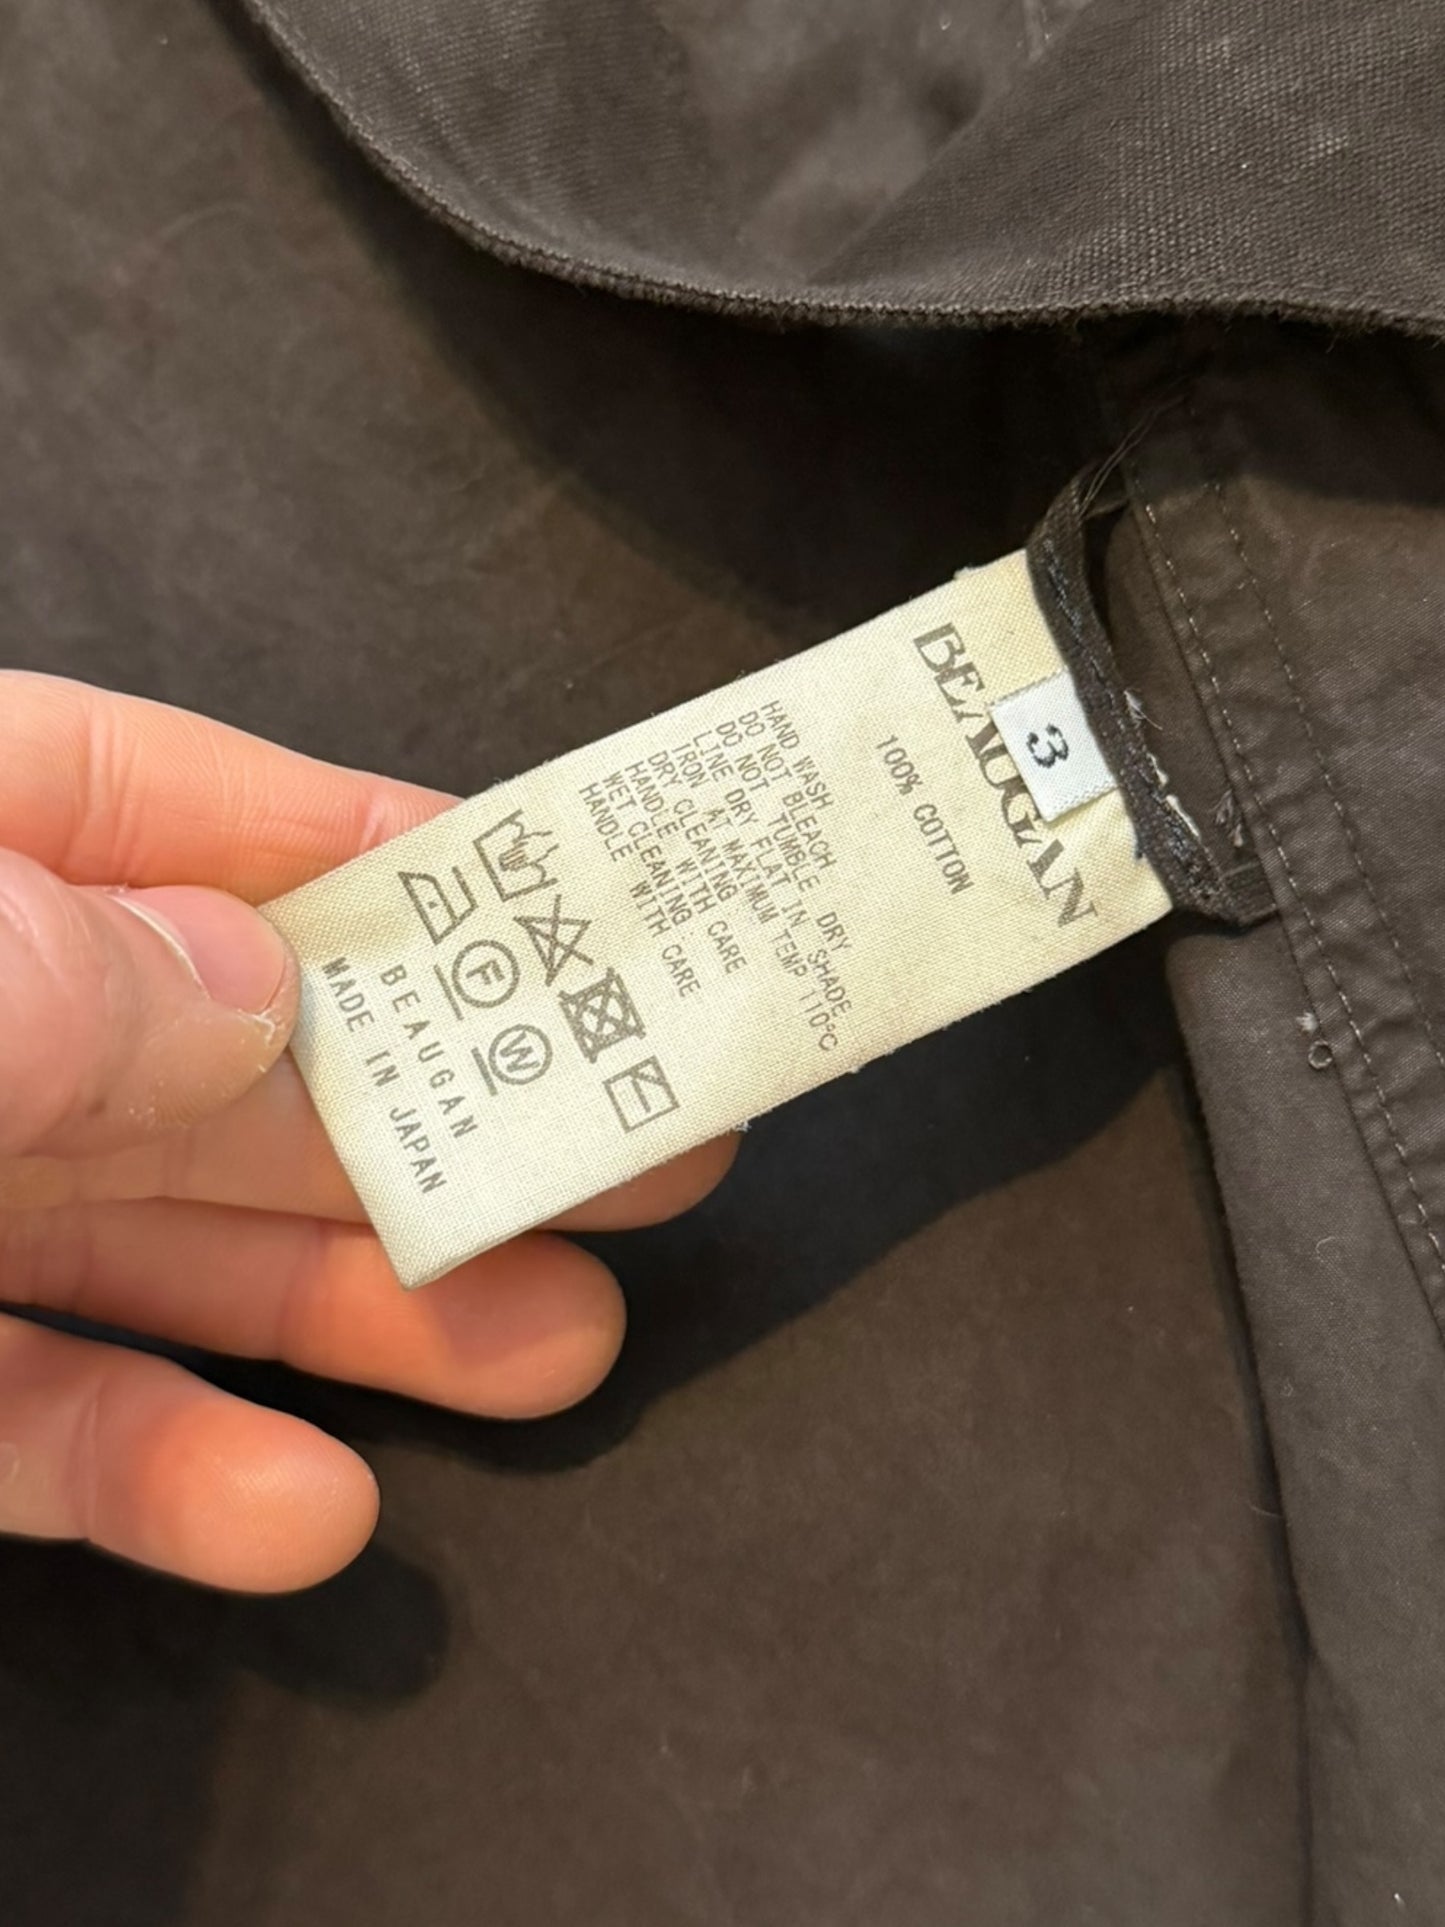 BEAUGAN
3
100% COTTON
HAND WASH
DO NOT BLEACH
DO NOT TUMBLE DRY
LINE DRY FLAT IN SHADE
IRON AT MAXIMUM TEMP 110°C
DRY CLEANING.
HANDLE WITH CARE
WET CLEANING.
HANDLE WITH CARE
F
W
BEAUGAN
MADE IN JAPAN